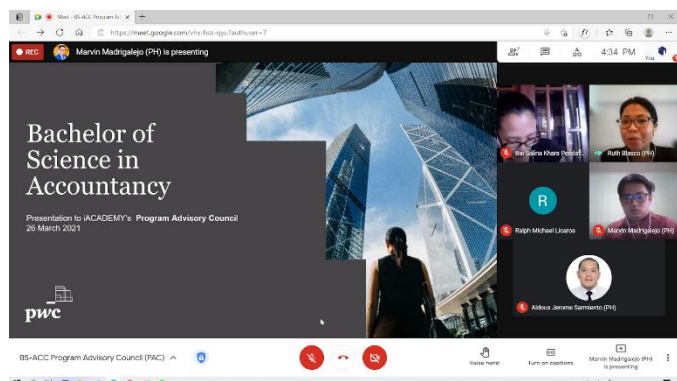 Meet - BS-ACC Program Ad
https://meet.google.com/vhx-hozi-qyu?authuser=7
REC
Marvin Madrigalejo (PH) is presenting
4:34 PM
You
Bachelor of
Science in
Accountancy
Presentation to iACADEMY's Program Advisory Council
26 March 2021
pwc
Ruth Blasco (PH)
R
Ralph Michael
Marvin Madrigalejo (PH)
Aldous Jerome Sarmiento (PH)
BS-ACC Program Advisory Council (PAC)
Raise hand
Turn on captions
Marvin Madrigalejo (PH)
is presenting